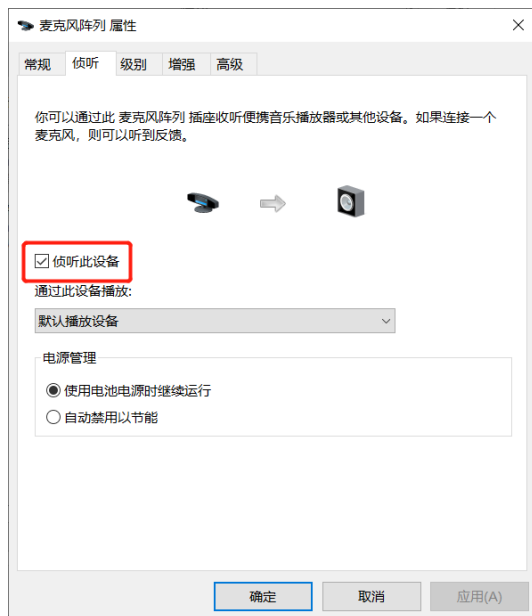 麦克风阵列 属性
常规 侦听 级别 增强 高级
你可以通过此 麦克风阵列 插座收听便携音乐播放器或其他设备。如果连接一个
麦克风，则可以听到反馈。
侦听此设备
通过此设备播放:
默认播放设备
电源管理
使用电池电源时继续运行
自动禁用以节能
确定 取消 应用(A)